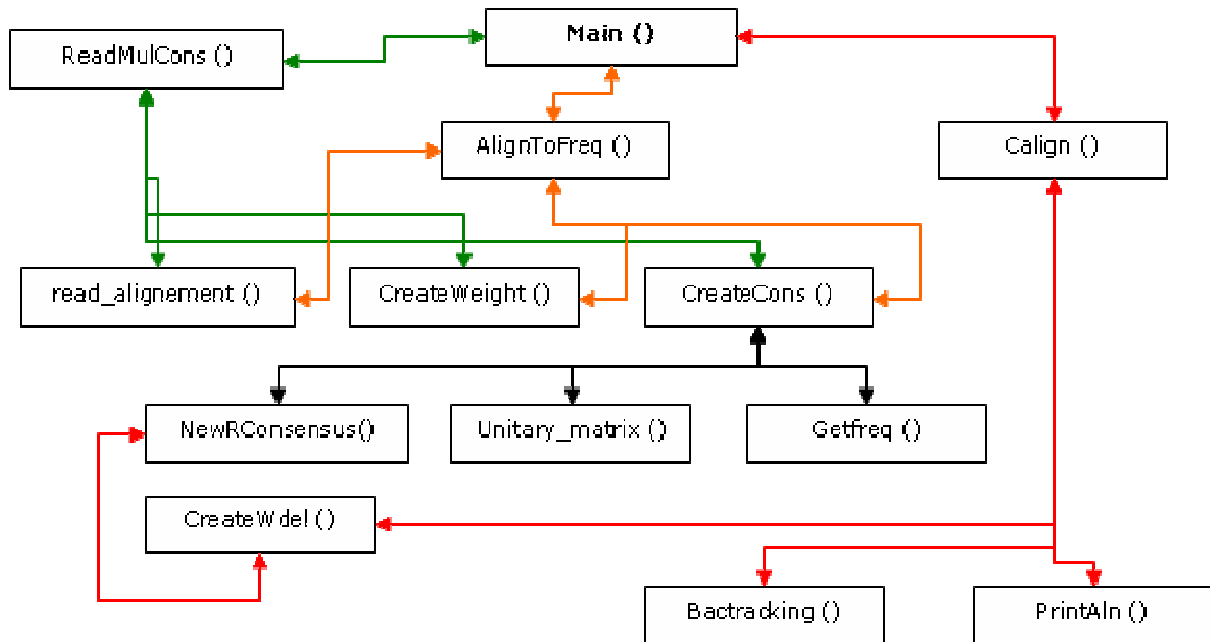 Main ()
ReadMulCons ()
AlignToFreq ()
Calign ()
read_alignement ()
CreateWeight ()
CreateCons ()
NewRConsensus()
Unitary_matrix ()
Getfreq ()
CreateWdel ()
Bactracking ()
PrintAln ()